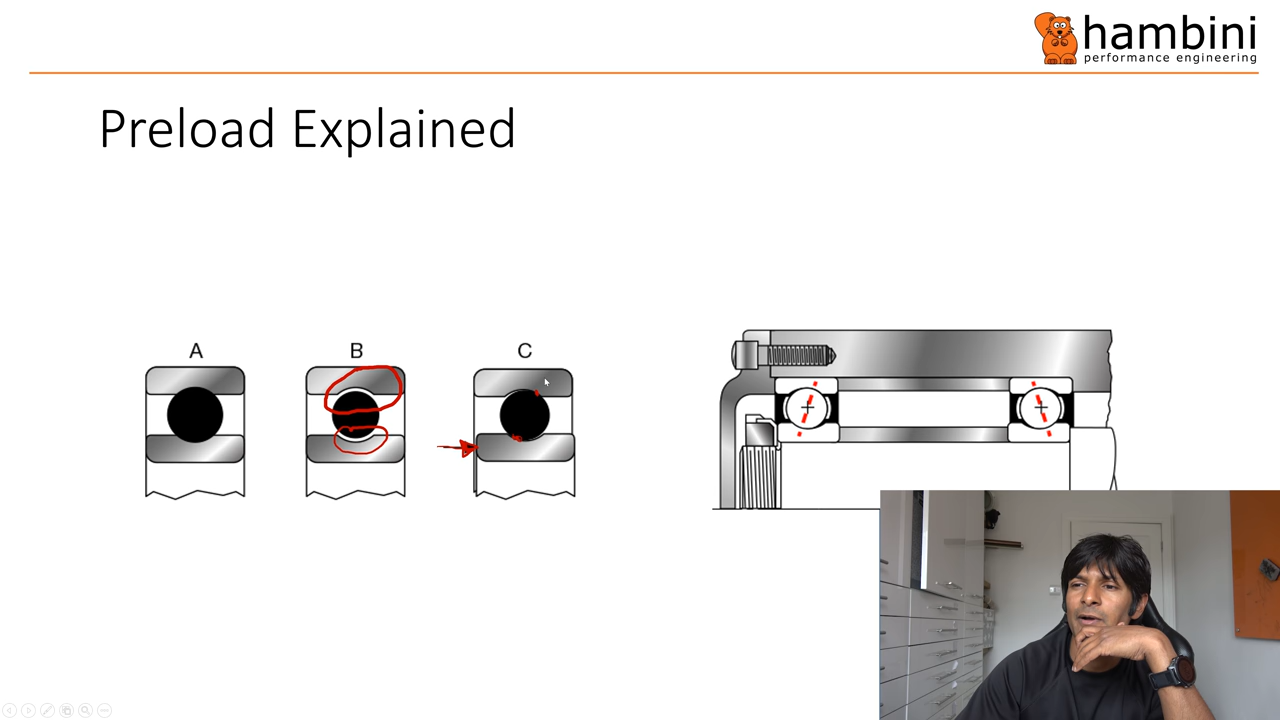 hambini
performance engineering
Preload Explained
A
B
C